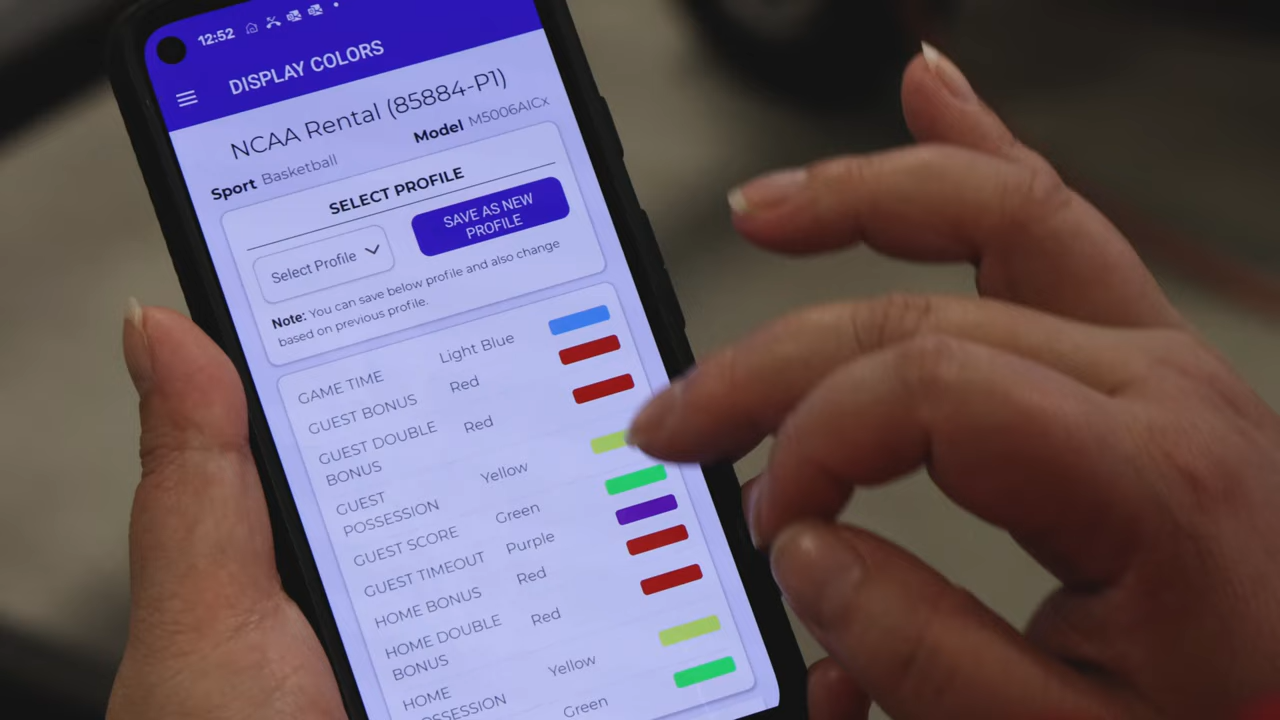 12:52
DISPLAY COLORS
NCAA Rental (85884-P1)
Sport Basketball Model M5006AICx
SELECT PROFILE
Select Profile
SAVE AS NEW
PROFILE
Note: You can save below profile and also change
based on previous profile.
GAME TIME Light Blue
GUEST BONUS Red
GUEST DOUBLE
BONUS Red
GUEST
POSSESSION Yellow
GUEST SCORE Green
GUEST TIMEOUT Purple
HOME BONUS Red
HOME DOUBLE
BONUS Red
HOME
POSSESSION Yellow
Green